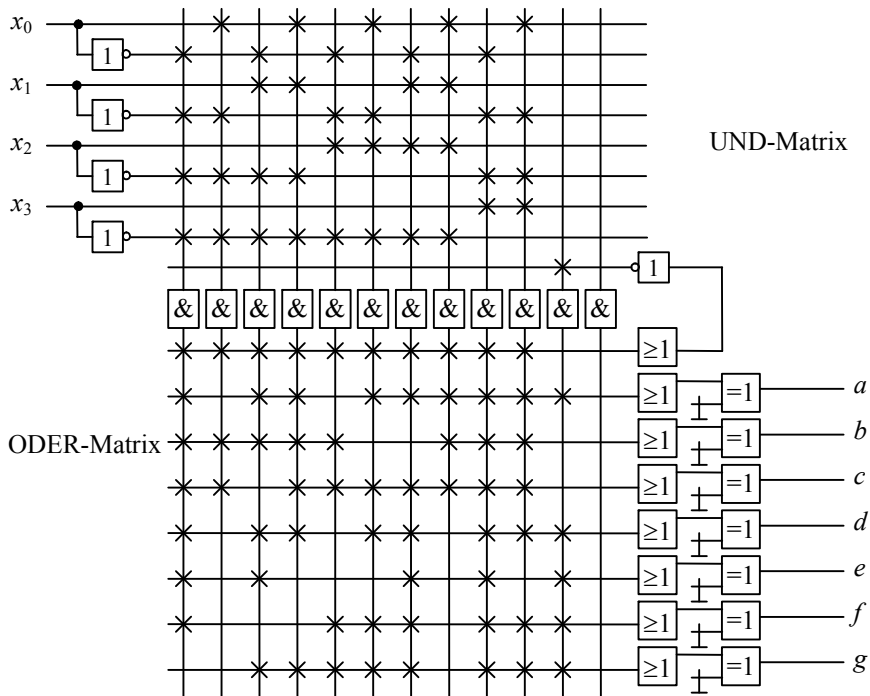 x0
1
x1
1
x2
UND-Matrix
1
x3
1
1
& & & & & & & & & & & &
≥1
≥1 =1 a
≥1 =1 b
ODER-Matrix
≥1 =1 c
≥1 =1 d
≥1 =1 e
≥1 =1 f
≥1 =1 g